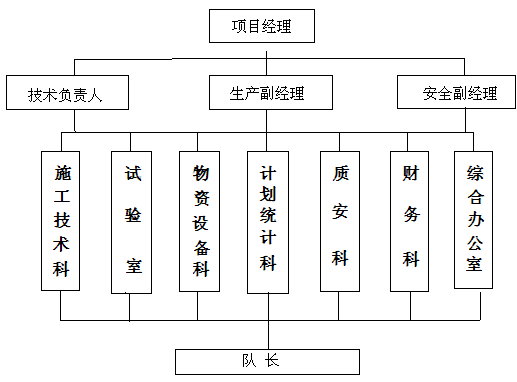 项目经理
技术负责人
生产副经理
安全副经理
施工技术科
试验室
物资设备科
计划统计科
质安科
财务科
综合办公室
队 长